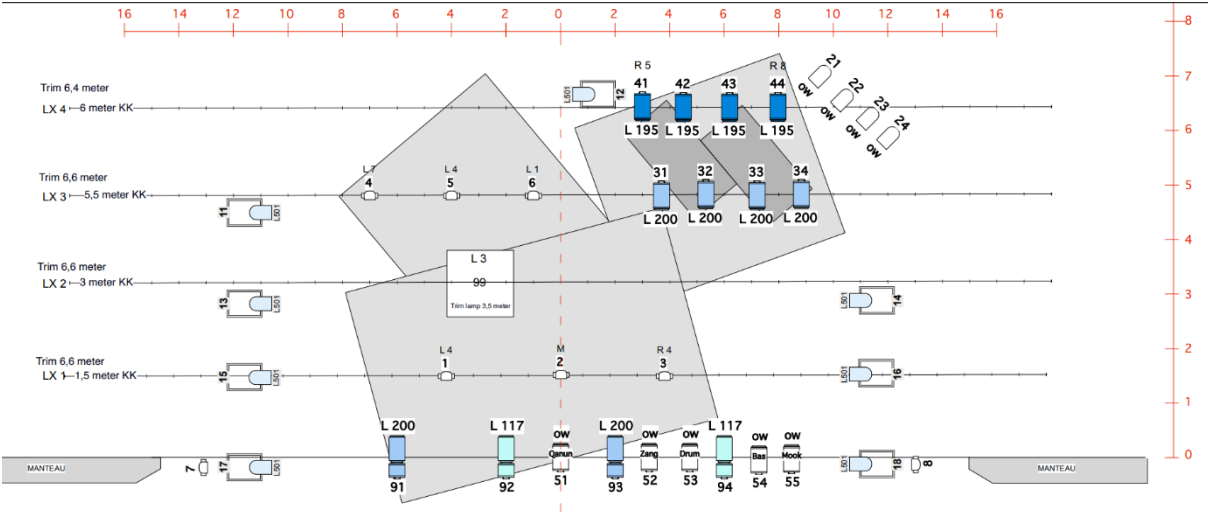 16 14 12 10 8 6 4 2 0 2 4 6 8 10 12 14 16
8
R 5 R 8 21
7
Trim 6,4 meter
41 42 43 44 22
LX 4 6 meter KK
L501 12 OW 23
L 195 L 195 L 195 L 195 OW 24
6
OW
OW
L 7 L 4 L 1
4 5 6 31 32 33 34
Trim 6,6 meter
5
LX 3 5,5 meter KK
11 L501
L 200 L 200 L 200 L 200
4
Trim 6,6 meter
L 3
LX 2 3 meter KK
99
13 L501
Trim lamp 3,5 meter
L501 14
3
2
Trim 6,6 meter
L 4 M R 4
1 2 3
LX 1 1,5 meter KK
15 L501
L501 16
1
L 200 L 117 L 200 L 117
OW OW OW OW OW
Qanun Zang Drum Bas Mook
0
MANTEAU 7 17 L501
L501 18 8 MANTEAU
91 92 51 93 52 53 94 54 55